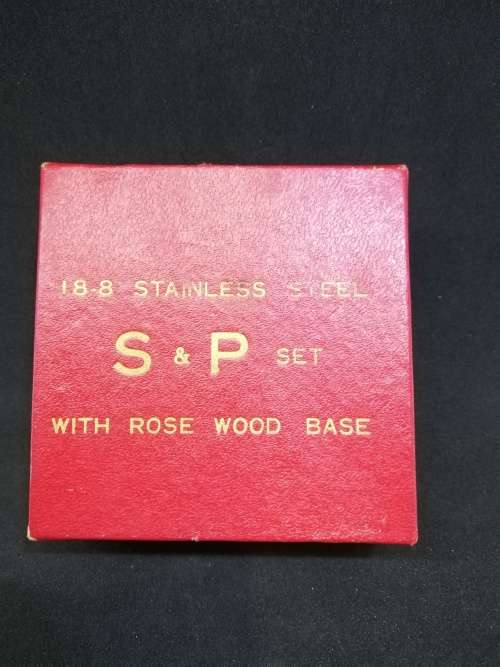 18-8 STAINLESS STEEL
S & P SET
WITH ROSE WOOD BASE